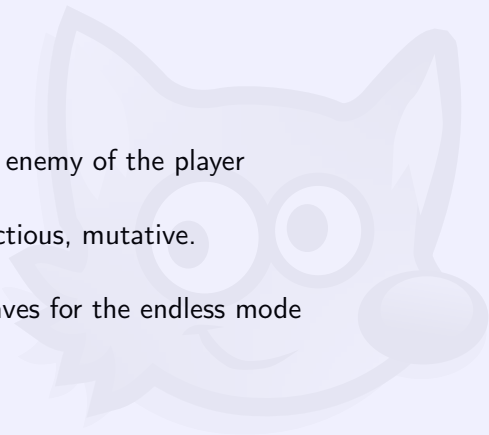 enemy of the player
ctious, mutative.
ves for the endless mode